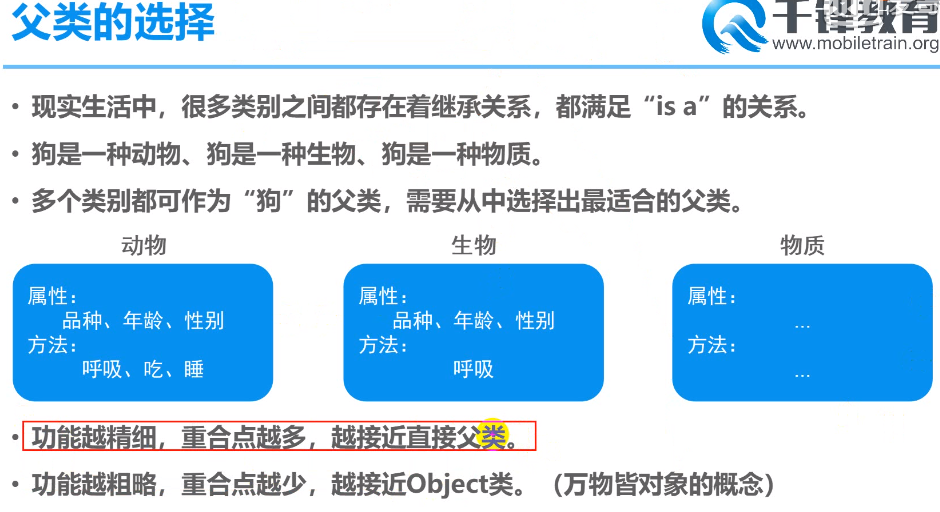 父类的选择
千锋教育
www.mobiletrain.org
• 现实生活中，很多类别之间都存在着继承关系，都满足“is a”的关系。
• 狗是一种动物、狗是一种生物、狗是一种物质。
• 多个类别都可作为“狗”的父类，需要从中选择出最适合的父类。
动物
属性：
品种、年龄、性别
方法：
呼吸、吃、睡
生物
属性：
品种、年龄、性别
方法：
呼吸
物质
属性：
...
方法：
...
• 功能越精细，重合点越多，越接近直接父类。
• 功能越粗略，重合点越少，越接近Object类。（万物皆对象的概念）